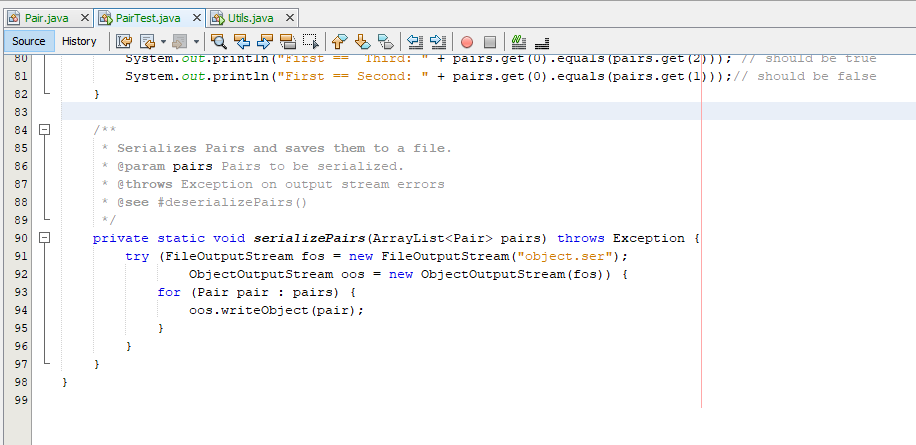 Pair.java PairTest.java Utils.java
Source History
80 System.out.println("First ==  Third: " + pairs.get(0).equals(pairs.get(2))); // should be true
81 System.out.println("First == Second: " + pairs.get(0).equals(pairs.get(1)));// should be false
82 }
83
84 /**
85 * Serializes Pairs and saves them to a file.
86 * @param pairs Pairs to be serialized.
87 * @throws Exception on output stream errors
88 * @see #deserializePairs()
89 */
90 private static void serializePairs(ArrayList<Pair> pairs) throws Exception {
91 try (FileOutputStream fos = new FileOutputStream("object.ser");
92 ObjectOutputStream oos = new ObjectOutputStream(fos)) {
93 for (Pair pair : pairs) {
94 oos.writeObject(pair);
95 }
96 }
97 }
98 }
99